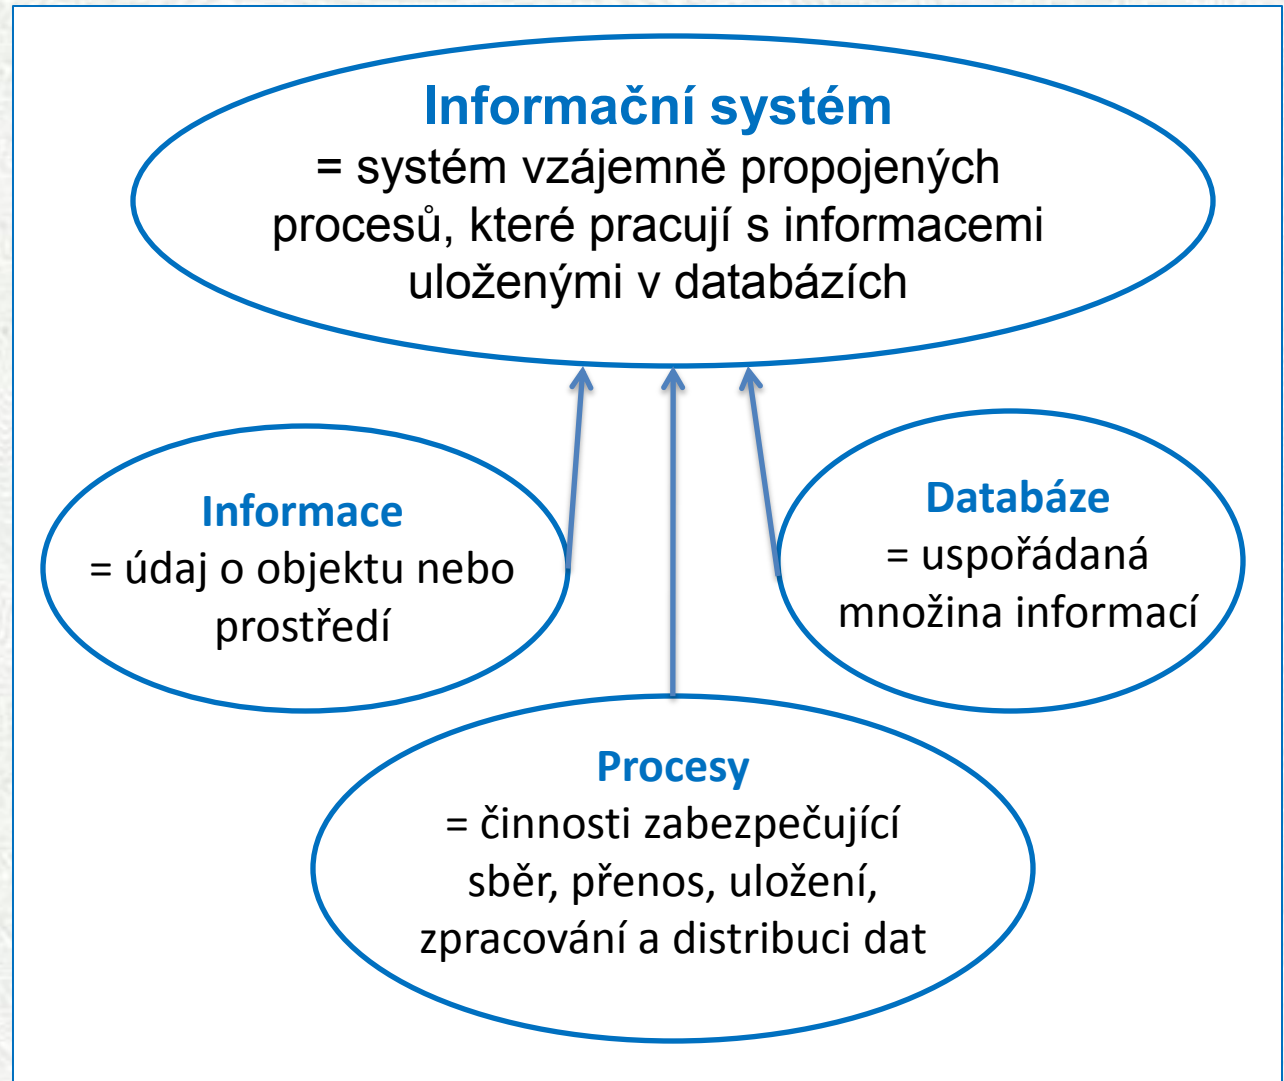 Informační systém
= systém vzájemně propojených
procesů, které pracují s informacemi
uloženými v databázích
Informace
= údaj o objektu nebo
prostředí
Databáze
= uspořádaná
množina informací
Procesy
= činnosti zabezpečující
sběr, přenos, uložení,
zpracování a distribuci dat